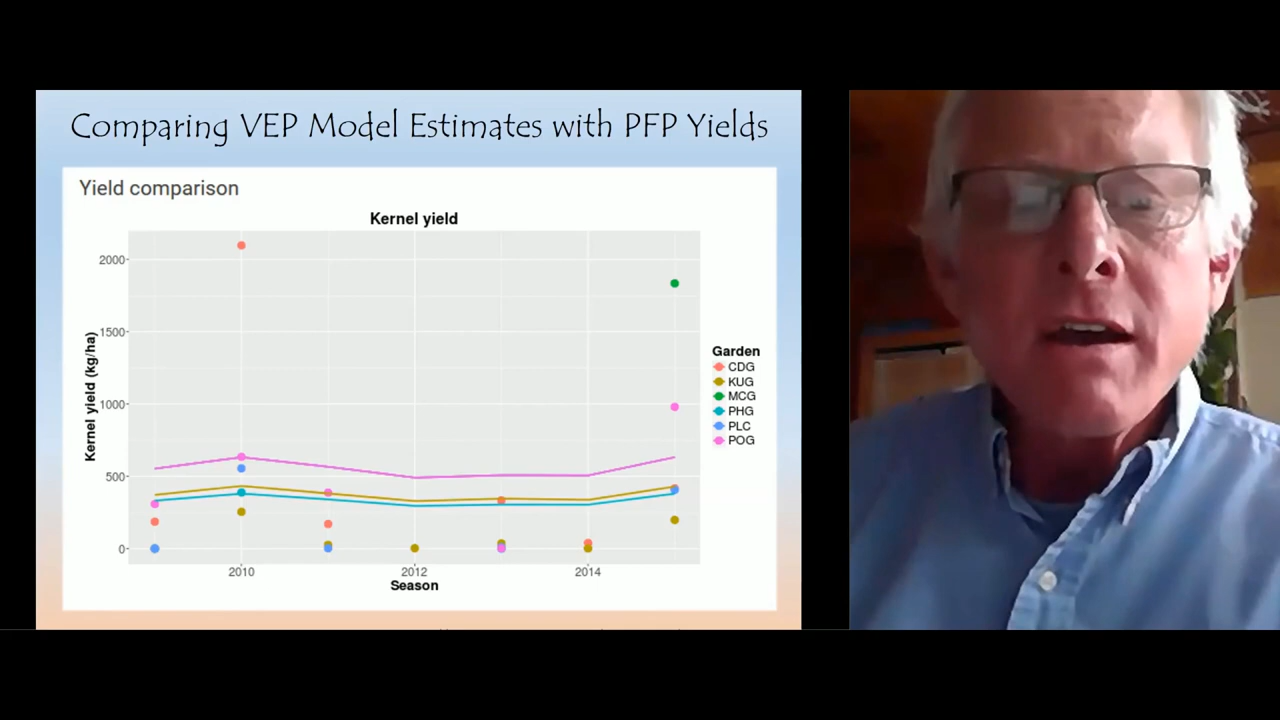 Comparing VEP Model Estimates with PFP Yields
Yield comparison
Kernel yield
2000
1500
1000
500
0
Kernel yield (kg/ha)
2010
2012
2014
Season
Garden
CDG
KUG
MCG
PHG
PLC
POG